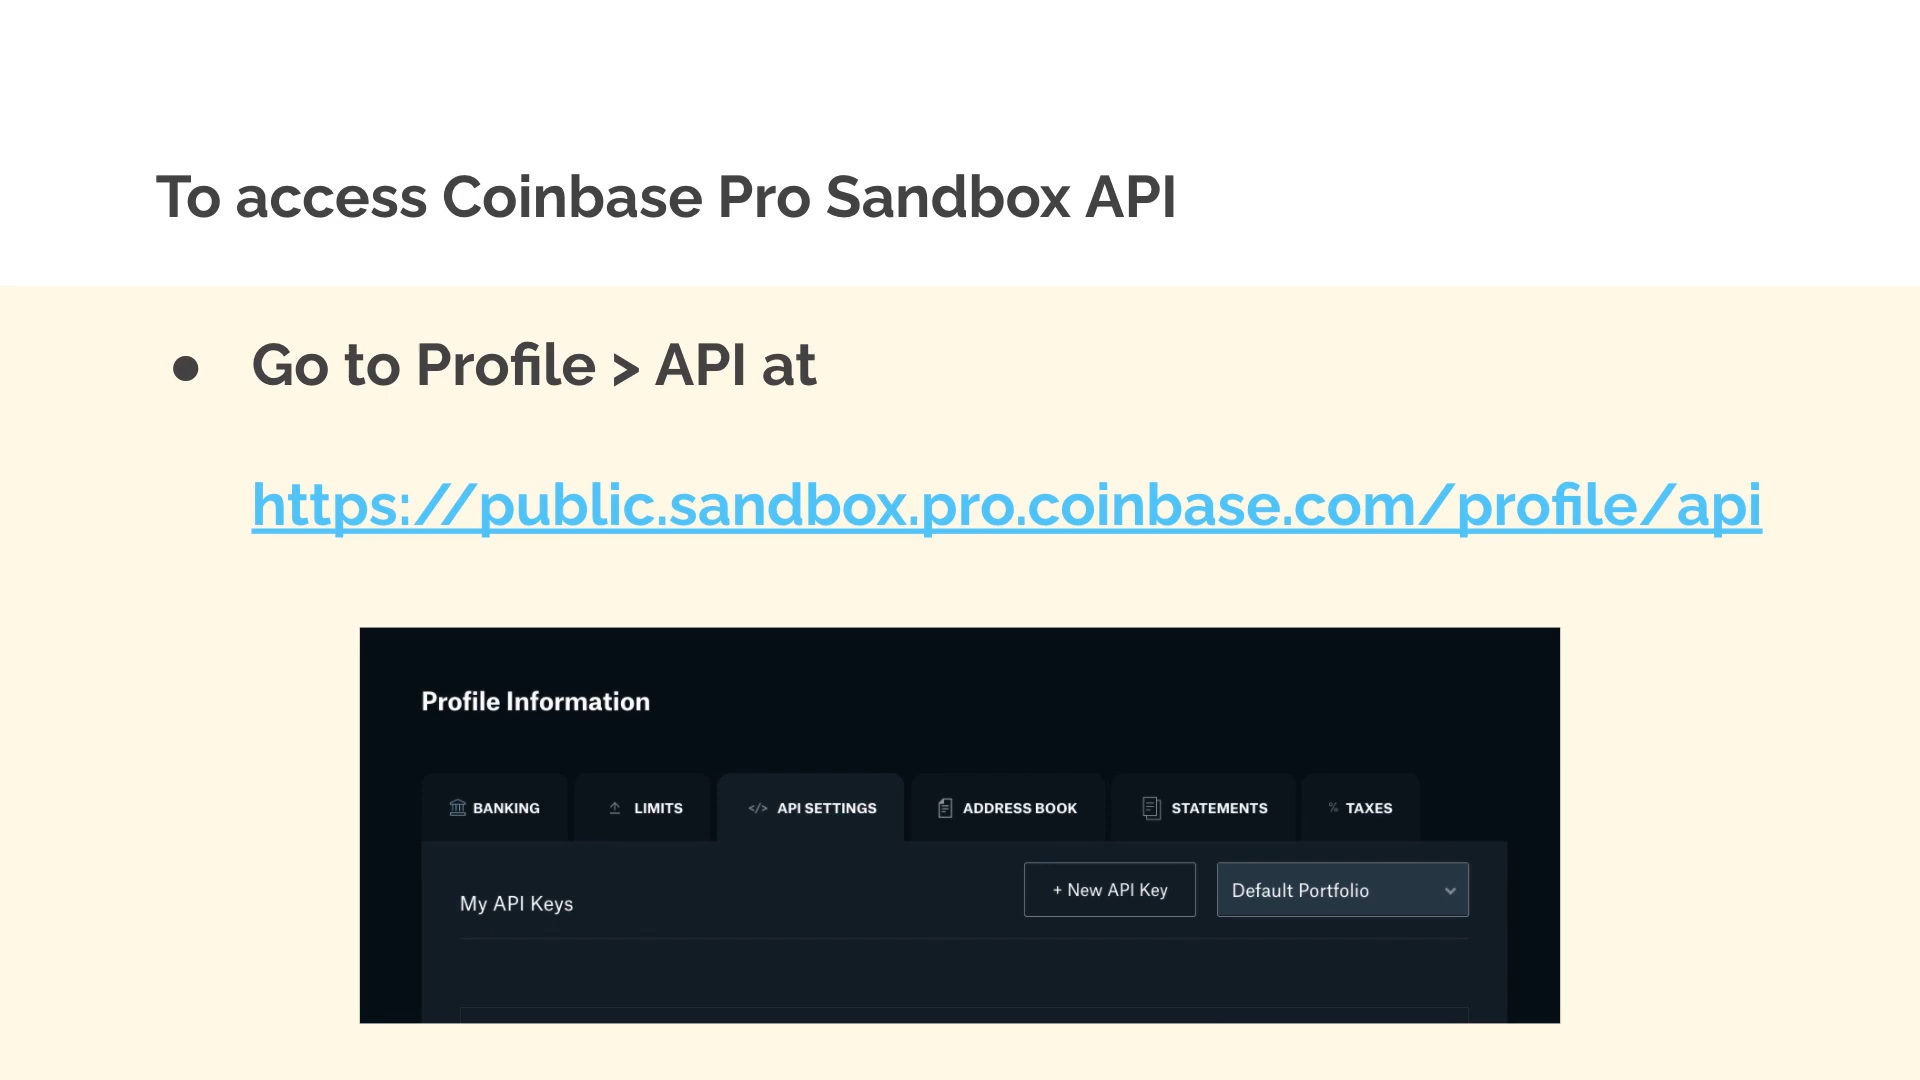 To access Coinbase Pro Sandbox API
● Go to Profile > API at
https://public.sandbox.pro.coinbase.com/profile/api
Profile Information
BANKING LIMITS </> API SETTINGS ADDRESS BOOK STATEMENTS % TAXES
My API Keys + New API Key Default Portfolio